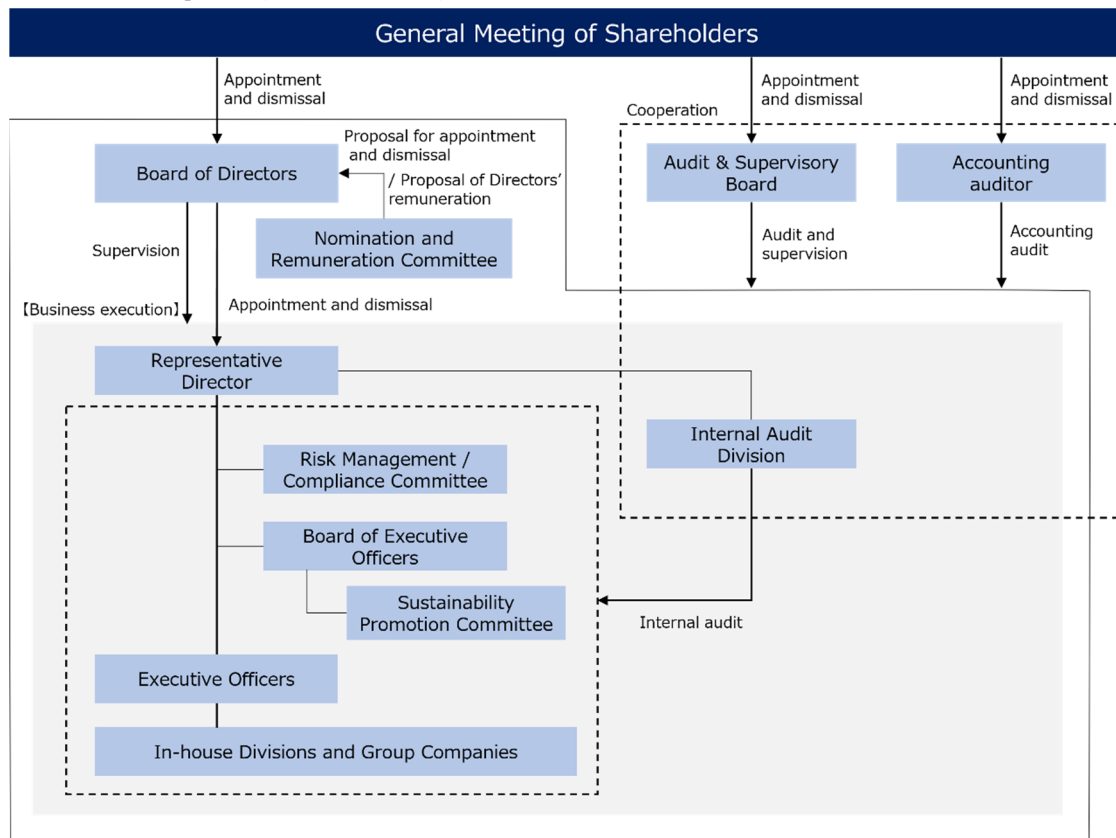 General Meeting of Shareholders
Appointment
and dismissal
Appointment
and dismissal
Appointment
and dismissal
Cooperation
Proposal for appointment
and dismissal
/ Proposal of Directors’
remuneration
Board of Directors
Audit & Supervisory
Board
Accounting
auditor
Nomination and
Remuneration Committee
Supervision
Audit and
supervision
Accounting
audit
【Business execution】
Appointment and dismissal
Representative
Director
Internal Audit
Division
Risk Management /
Compliance Committee
Board of Executive
Officers
Sustainability
Promotion Committee
Internal audit
Executive Officers
In-house Divisions and Group Companies